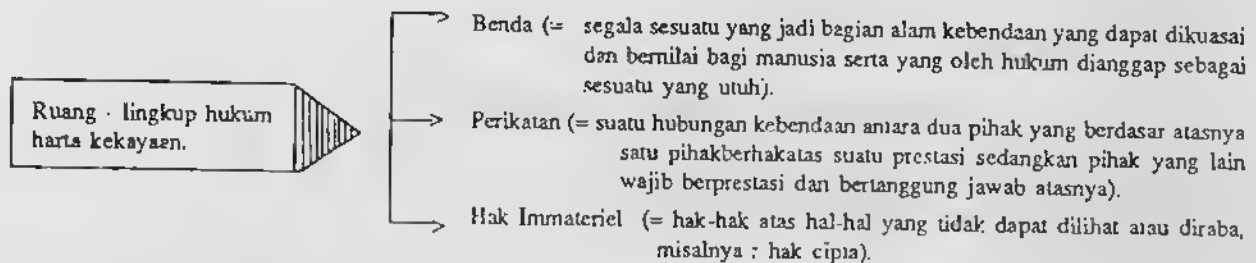 Ruang · lingkup hukum
harta kekayaan.
Benda (= segala sesuatu yang jadi bagian alam kebendaan yang dapat dikuasai
dan bernilai bagi manusia serta yang oleh hukum dianggap sebagai
sesuatu yang utuh).
Perikatan (= suatu hubungan kebendaan antara dua pihak yang berdasar atasnya
satu pihakberhakatas suatu prestasi sedangkan pihak yang lain
wajib berprestasi dan bertanggung jawab atasnya).
Hak Immateriel (= hak-hak atas hal-hal yang tidak dapat dilihat atau diraba,
misalnya : hak cipta).